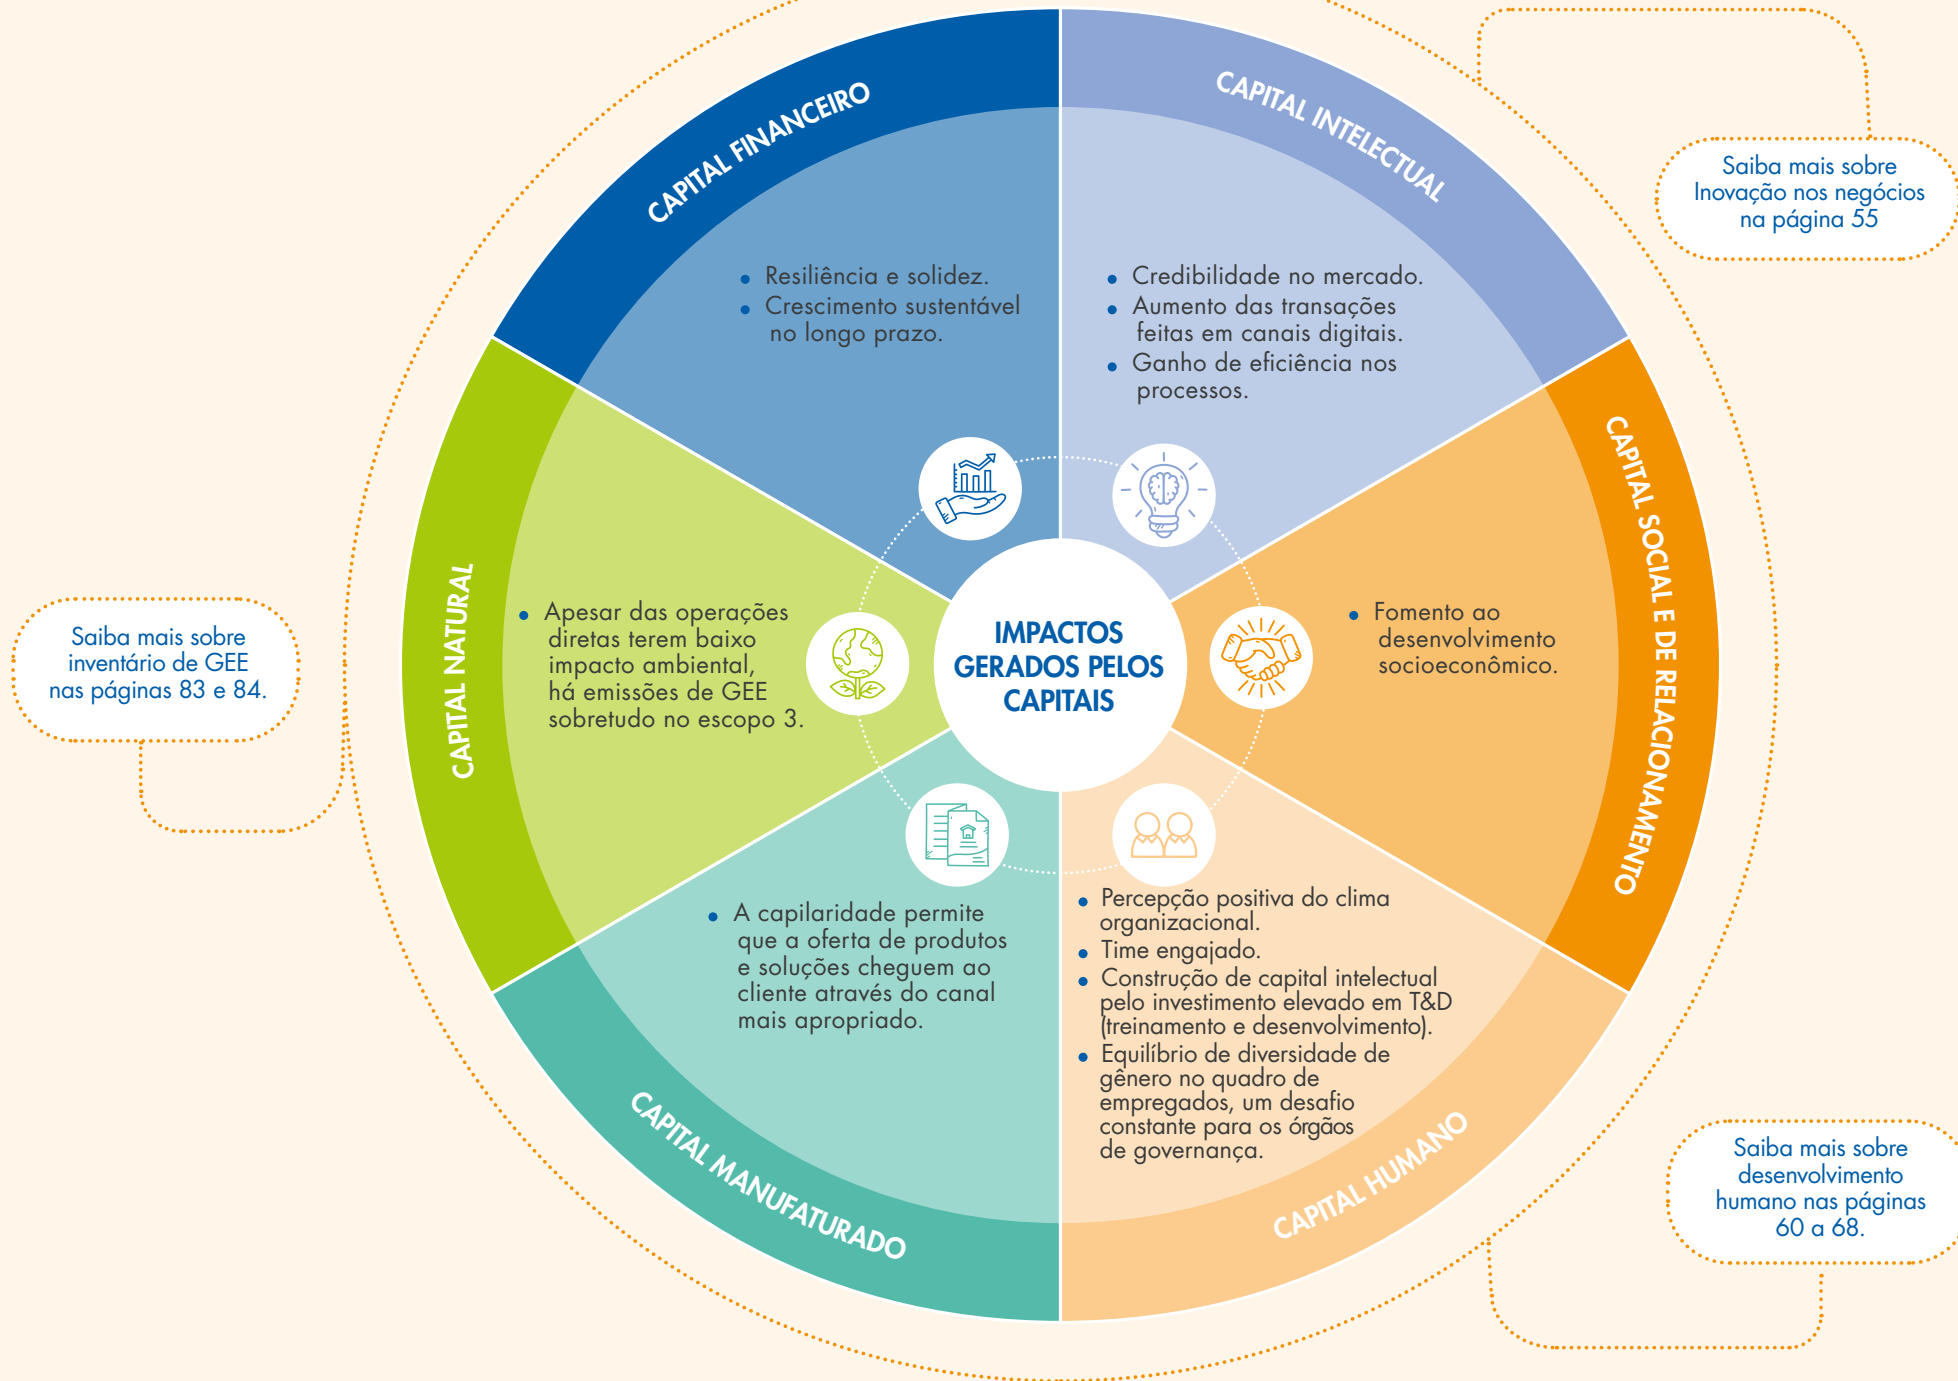 CAPITAL FINANCEIRO
Resiliência e solidez.
Crescimento sustentável
no longo prazo.
CAPITAL INTELECTUAL
Credibilidade no mercado.
Aumento das transações
feitas em canais digitais.
Ganho de eficiência nos
processos.
Saiba mais sobre
Inovação nos negócios
na página 55
CAPITAL SOCIAL E DE RELACIONAMENTO
Fomento ao
desenvolvimento
socioeconômico.
IMPACTOS
GERADOS PELOS
CAPITAIS
CAPITAL NATURAL
Apesar das operações
diretas terem baixo
impacto ambiental,
há emissões de GEE
sobretudo no escopo 3.
Saiba mais sobre
inventário de GEE
nas páginas 83 e 84.
CAPITAL MANUFATURADO
A capilaridade permite
que a oferta de produtos
e soluções cheguem ao
cliente através do canal
mais apropriado.
CAPITAL HUMANO
Percepção positiva do clima
organizacional.
Time engajado.
Construção de capital intelectual
pelo investimento elevado em T&D
(treinamento e desenvolvimento).
Equilíbrio de diversidade de
gênero no quadro de
empregados, um desafio
constante para os órgãos
de governança.
Saiba mais sobre
desenvolvimento
humano nas páginas
60 a 68.